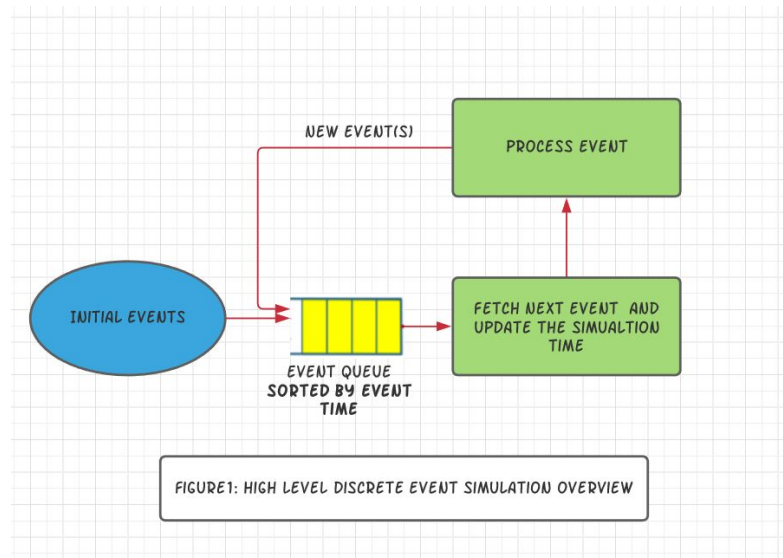 NEW EVENT(S)
PROCESS EVENT
INITIAL EVENTS
FETCH NEXT EVENT AND
UPDATE THE SIMUALTION
TIME
EVENT QUEUE
SORTED BY EVENT
TIME
FIGURE1: HIGH LEVEL DISCRETE EVENT SIMULATION OVERVIEW